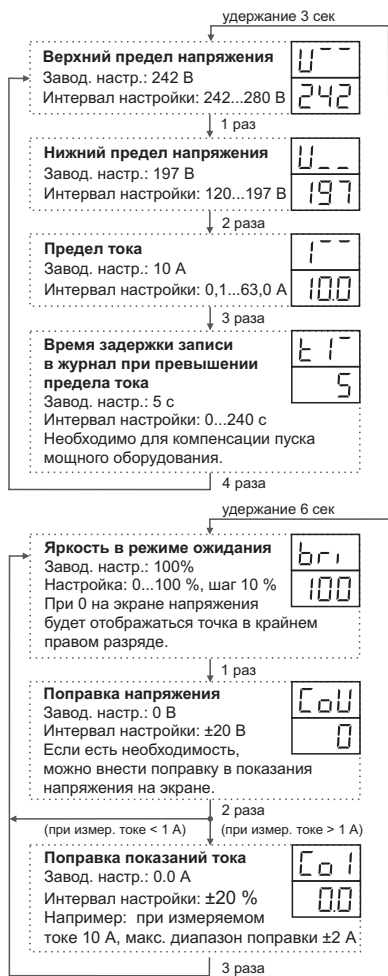 удержание 3 сек
Верхний предел напряжения
Завод. настр.: 242 В
Интервал настройки: 242...280 В
U¯¯
242
1 раз
Нижний предел напряжения
Завод. настр.: 197 В
Интервал настройки: 120...197 В
U__
197
2 раза
Предел тока
Завод. настр.: 10 А
Интервал настройки: 0,1...63,0 А
I¯¯
10.0
3 раза
Время задержки записи
в журнал при превышении
предела тока
Завод. настр.: 5 с
Интервал настройки: 0...240 с
Необходимо для компенсации пуска
мощного оборудования.
t I¯
5
4 раза
удержание 6 сек
Яркость в режиме ожидания
Завод. настр.: 100%
Настройка: 0...100 %, шаг 10 %
При 0 на экране напряжения
будет отображаться точка в крайнем
правом разряде.
bri
100
1 раз
Поправка напряжения
Завод. настр.: 0 В
Интервал настройки: ±20 В
Если есть необходимость,
можно внести поправку в показания
напряжения на экране.
CoU
0
2 раза
(при измер. токе < 1 А)
(при измер. токе > 1 А)
Поправка показаний тока
Завод. настр.: 0.0 А
Интервал настройки: ±20 %
Например: при измеряемом
токе 10 А, макс. диапазон поправки ±2 А
CoI
0.0
3 раза